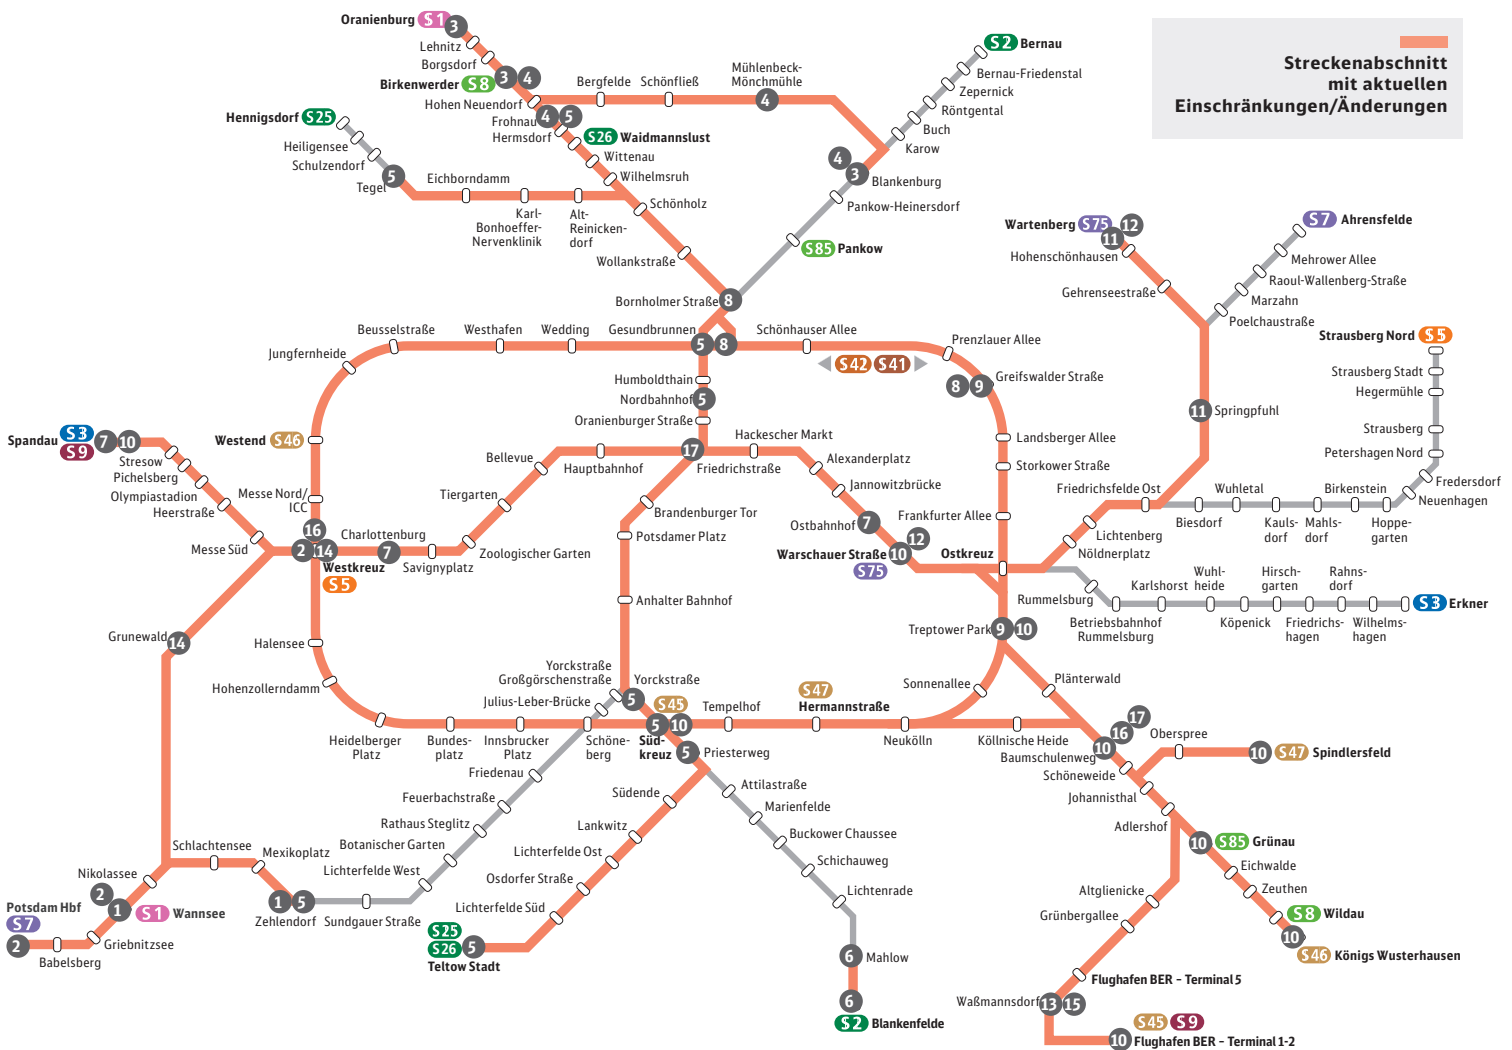 Oranienburg S1 3
Lehnitz
Borgsdorf
Birkenwerder S8 3 4
Hohen Neuendorf
Bergfelde
Schönfließ
Mühlenbeck-
Mönchmühle
4
S2 Bernau
Bernau-Friedenstal
Zepernick
Röntgental
Buch
Karow
Streckenabschnitt
mit aktuellen
Einschränkungen/Änderungen
Hennigsdorf S25
Heiligensee
Schulzendorf
Tegel 5
Eichborndamm
Karl-
Bonhoeffer-
Nervenklinik
Alt-
Reinicken-
dorf
Frohnau 4 5
Hermsdorf
S26 Waidmannslust
Wittenau
Wilhelmsruh
Schönholz
Wollankstraße
4
3
Blankenburg
Pankow-Heinersdorf
S85 Pankow
Bornholmer Straße 8
Wartenberg S75 12
11
Hohenschönhausen
Gehrenseestraße
S7 Ahrensfelde
Mehrower Allee
Raoul-Wallenberg-Straße
Marzahn
Poelchaustraße
Strausberg Nord S5
Strausberg Stadt
Hegermühle
Strausberg
Petershagen Nord
Fredersdorf
Neuenhagen
11 Springpfuhl
Beusselstraße
Westhafen
Wedding
Gesundbrunnen
5 8
Schönhauser Allee
Prenzlauer Allee
S42 S41
8 9
Greifswalder Straße
Jungfernheide
Humboldthain
Nordbahnhof 5
Oranienburger Straße
Landsberger Allee
Storkower Straße
Spandau S3 7 10
S9
Stresow
Pichelsberg
Olympiastadion
Heerstraße
Messe Süd
Westend S46
Messe Nord/
ICC
16
2 14
Westkreuz
S5
Charlottenburg
7
Savignyplatz
Zoologischer Garten
Tiergarten
Bellevue
Hauptbahnhof
17
Friedrichstraße
Hackescher Markt
Alexanderplatz
Jannowitzbrücke
Ostbahnhof 7
Frankfurter Allee
12
Warschauer Straße 10
S75
Ostkreuz
Brandenburger Tor
Potsdamer Platz
Anhalter Bahnhof
Friedrichsfelde Ost
Lichtenberg
Nöldnerplatz
Biesdorf
Wuhletal
Kauls-
dorf
Mahls-
dorf
Birkenstein
Hoppe-
garten
Rummelsburg
Betriebsbahnhof
Rummelsburg
Karlshorst
Wuhl-
heide
Köpenick
Hirsch-
garten
Friedrichs-
hagen
Rahns-
dorf
Wilhelms-
hagen
S3 Erkner
Treptower Park 9 10
Plänterwald
Sonnenallee
Grunewald 14
Halensee
Hohenzollerndamm
Heidelberger
Platz
Bundes-
platz
Innsbrucker
Platz
Schöne-
berg
Yorckstraße
Großgörschenstraße
Julius-Leber-Brücke
Yorckstraße
5
S45
5 10
Süd-
kreuz
5 Priesterweg
Tempelhof
S47
Hermannstraße
Neukölln
Köllnische Heide
Baumschulenweg
10 16 17
Schöneweide
Oberspree
10 S47 Spindlersfeld
Johannisthal
Adlershof
10 S85 Grünau
Eichwalde
Zeuthen
S8 Wildau
10
S46 Königs Wusterhausen
Friedenau
Feuerbachstraße
Rathaus Steglitz
Botanischer Garten
Lichterfelde West
Sundgauer Straße
Südende
Lankwitz
Lichterfelde Ost
Osdorfer Straße
Lichterfelde Süd
S25
S26 5
Teltow Stadt
Attilastraße
Marienfelde
Buckower Chaussee
Schichauweg
Lichtenrade
6 Mahlow
6
S2 Blankenfelde
Schlachtensee
Mexikoplatz
1 5
Zehlendorf
Nikolassee
2
1
S1 Wannsee
Potsdam Hbf
S7
2
Griebnitzsee
Babelsberg
Altglienicke
Grünbergallee
Flughafen BER – Terminal 5
Waßmannsdorf 13 15
S45 S9
10 Flughafen BER – Terminal 1-2